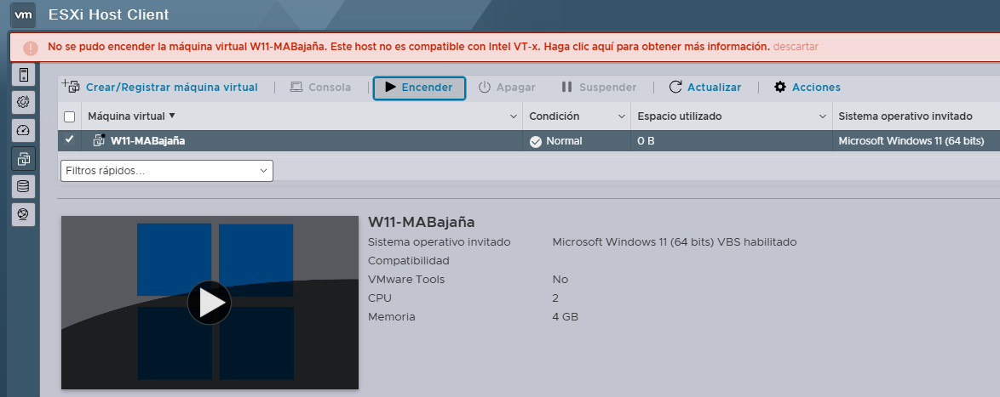 vm ESXi Host Client
No se pudo encender la máquina virtual W11-MABajaña. Este host no es compatible con Intel VT-x. Haga clic aquí para obtener más información. descartar
Crear/Registrar máquina virtual | Consola | Encender Apagar Suspender | Actualizar | Acciones
Máquina virtual Condición Espacio utilizado Sistema operativo invitado
W11-MABajaña Normal 0 B Microsoft Windows 11 (64 bits)
Filtros rápidos...
W11-MABajaña
Sistema operativo invitado Microsoft Windows 11 (64 bits) VBS habilitado
Compatibilidad
VMware Tools No
CPU 2
Memoria 4 GB